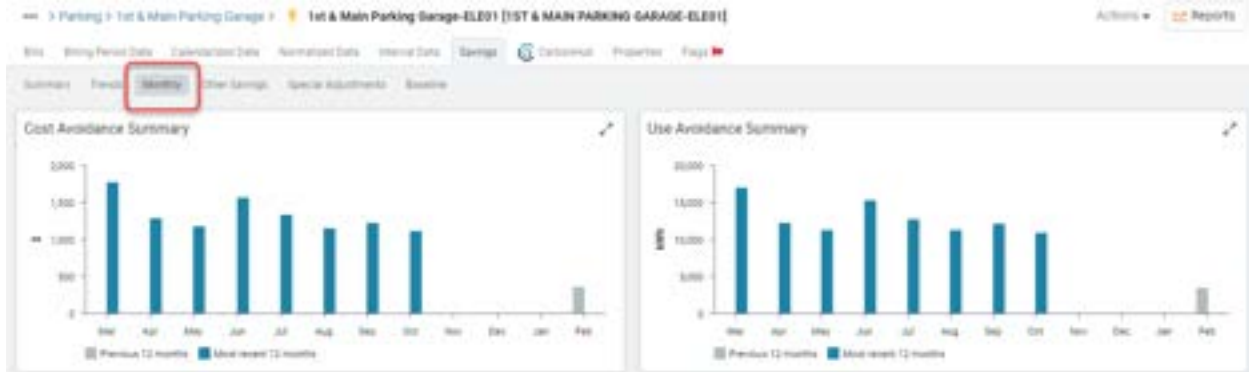 ••• > Parking > 1st & Main Parking Garage > 1st & Main Parking Garage-ELE01 [1ST & MAIN PARKING GARAGE-ELE01] Actions Reports
Bills Billing Period Data Calendarized Data Normalized Data Interval Data Savings CarbonHub Properties Flags
Summary Trends Monthly Other Savings Special Adjustments Baseline
Cost Avoidance Summary
2,000
1,500
1,000
500
0
$
Mar Apr May Jun Jul Aug Sep Oct Nov Dec Jan Feb
Previous 12 months Most recent 12 months
Use Avoidance Summary
20,000
15,000
10,000
5,000
0
kWh
Mar Apr May Jun Jul Aug Sep Oct Nov Dec Jan Feb
Previous 12 months Most recent 12 months